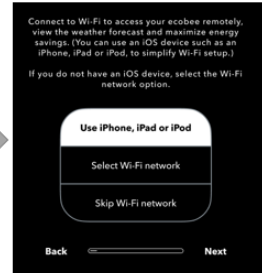 Connect to Wi-Fi to access your ecobee remotely,
view the weather forecast and maximize energy
savings. (You can use an iOS device such as an
iPhone, iPad or iPod, to simplify Wi-Fi setup.)
If you do not have an iOS device, select the Wi-Fi
network option.
Use iPhone, iPad or iPod
Select Wi-Fi network
Skip Wi-Fi network
Back Next